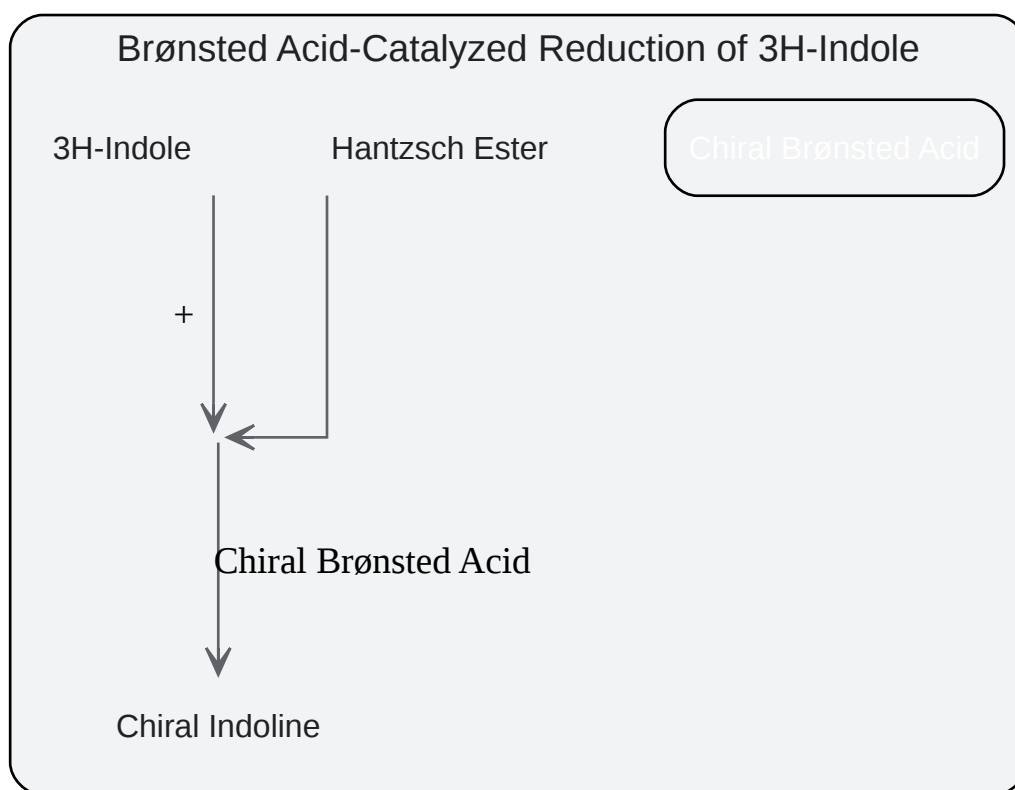 Brønsted Acid-Catalyzed Reduction of 3H-Indole
3H-Indole
Hantzsch Ester
Chiral Brønsted Acid
+
Chiral Brønsted Acid
Chiral Indoline